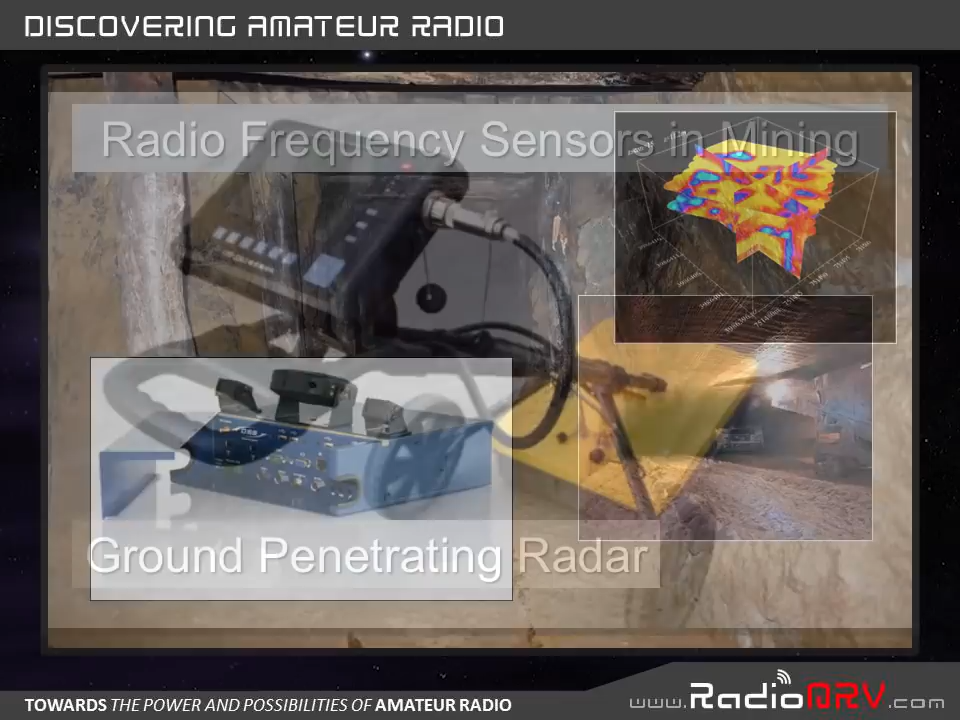 DISCOVERING AMATEUR RADIO
Radio Frequency Sensors in Mining
Ground Penetrating Radar
TOWARDS THE POWER AND POSSIBILITIES OF AMATEUR RADIO
www.RadioQRV.com